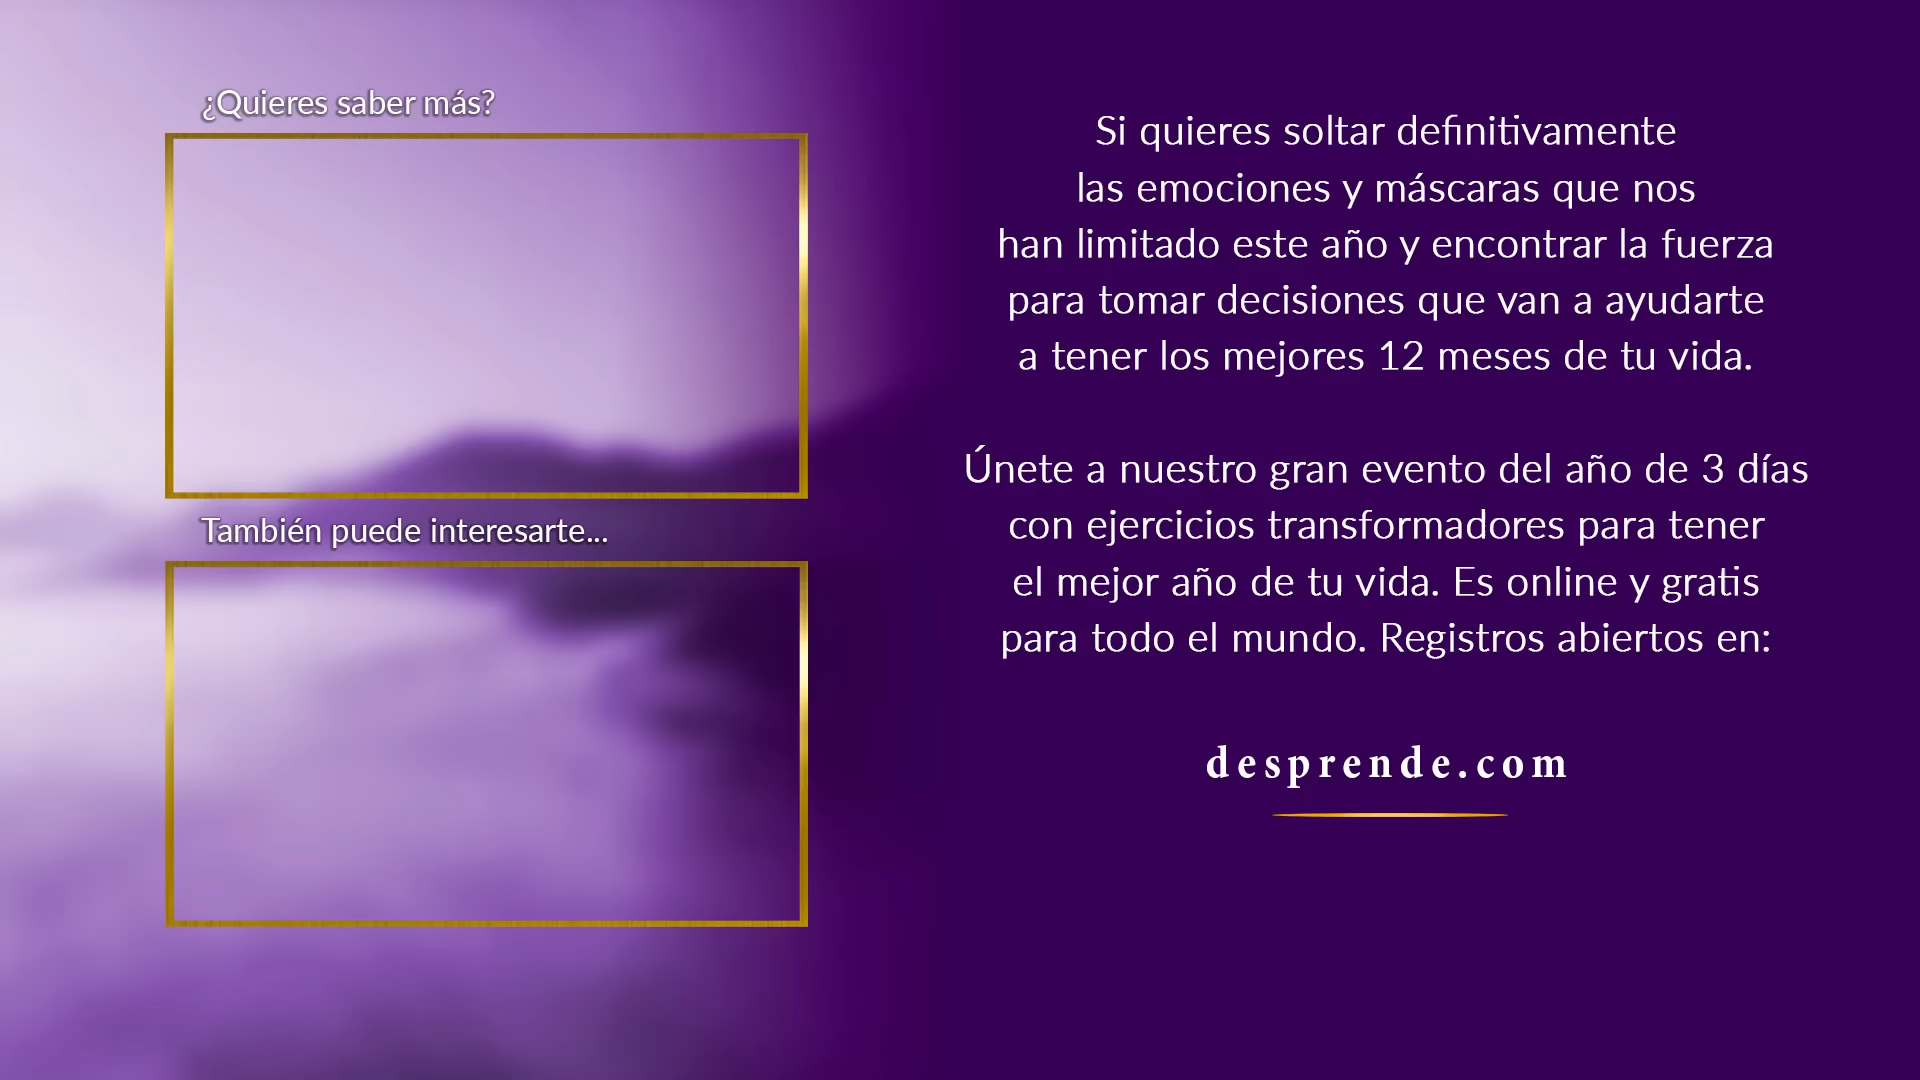 ¿Quieres saber más?
También puede interesarte...
Si quieres soltar definitivamente
las emociones y máscaras que nos
han limitado este año y encontrar la fuerza
para tomar decisiones que van a ayudarte
a tener los mejores 12 meses de tu vida.
Únete a nuestro gran evento del año de 3 días
con ejercicios transformadores para tener
el mejor año de tu vida. Es online y gratis
para todo el mundo. Registros abiertos en:
desprende.com